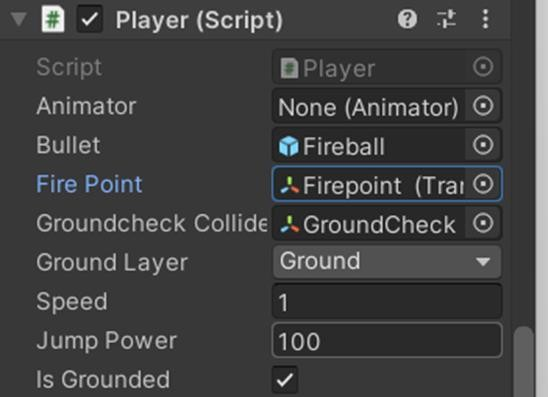 Player (Script)
Script Player
Animator None (Animator)
Bullet Fireball
Fire Point Firepoint (Tran
Groundcheck Collide GroundCheck
Ground Layer Ground
Speed 1
Jump Power 100
Is Grounded